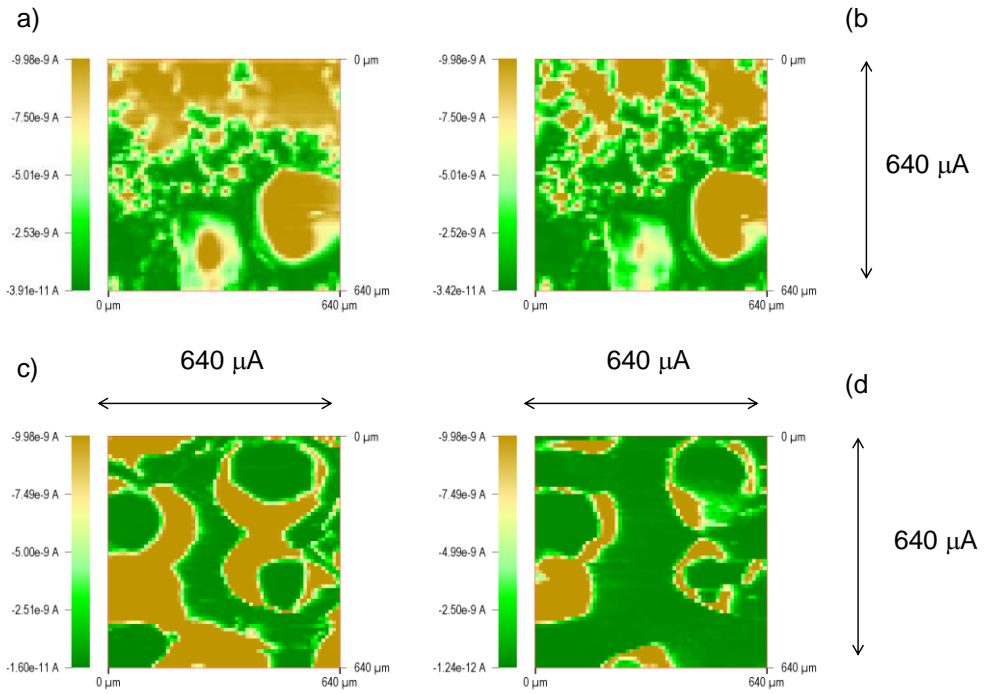 a)
(b
-9.98e-9 A
-7.50e-9 A
-5.01e-9 A
-2.52e-9 A
-3.91e-11 A
0 µm
640 µm
0 µm
640 µm
-9.98e-9 A
-7.50e-9 A
-5.01e-9 A
-2.52e-9 A
-3.42e-11 A
0 µm
640 µm
0 µm
640 µm
640 µA
c)
640 µA
640 µA
(d
-9.98e-9 A
-7.49e-9 A
-5.00e-9 A
-2.51e-9 A
-1.60e-11 A
0 µm
640 µm
0 µm
640 µm
-9.98e-9 A
-7.49e-9 A
-4.99e-9 A
-2.50e-9 A
-1.24e-12 A
0 µm
640 µm
0 µm
640 µm
640 µA